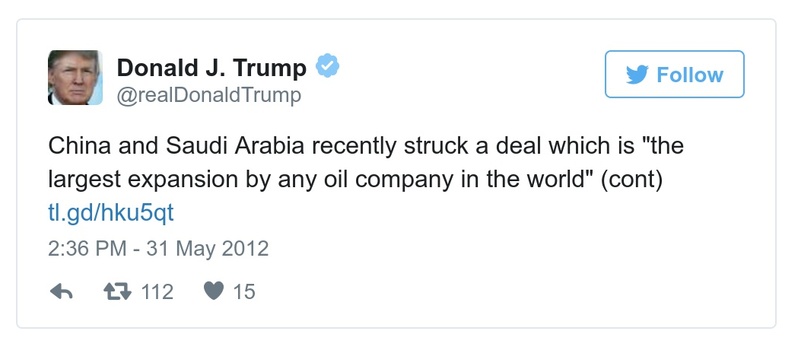 Donald J. Trump
@realDonaldTrump
Follow
China and Saudi Arabia recently struck a deal which is "the
largest expansion by any oil company in the world" (cont)
tl.gd/hku5qt
2:36 PM - 31 May 2012
112 15